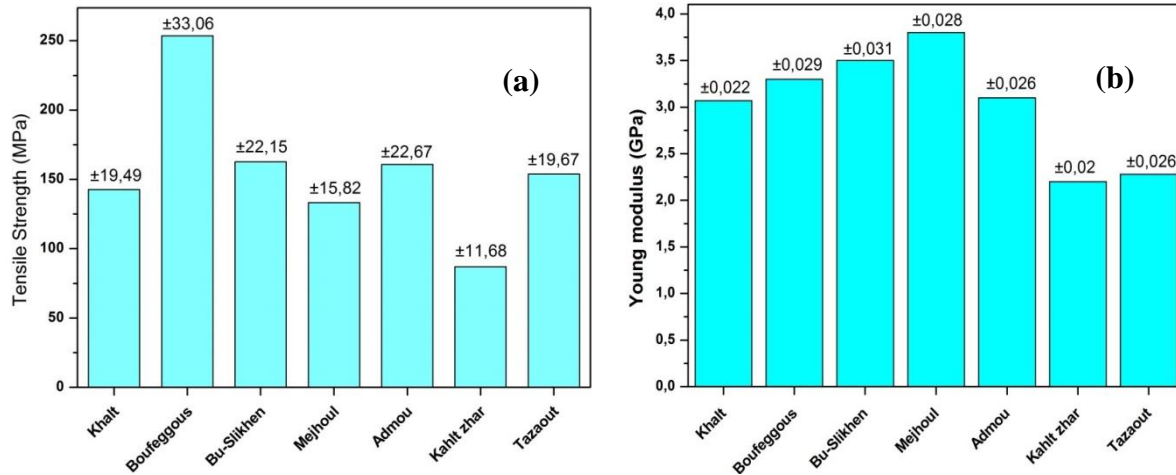 (a)
Tensile Strength (MPa)
250
200
150
100
50
0
±19,49
±33,06
±22,15
±15,82
±22,67
±11,68
±19,67
Khalt
Boufeggous
Bu-Slikhen
Mejhoul
Admou
Kahlt zhar
Tazaout
(b)
Young modulus (GPa)
4,0
3,5
3,0
2,5
2,0
1,5
1,0
0,5
0,0
±0,022
±0,029
±0,031
±0,028
±0,026
±0,02
±0,026
Khalt
Boufeggous
Bu-Slikhen
Mejhoul
Admou
Kahlt zhar
Tazaout